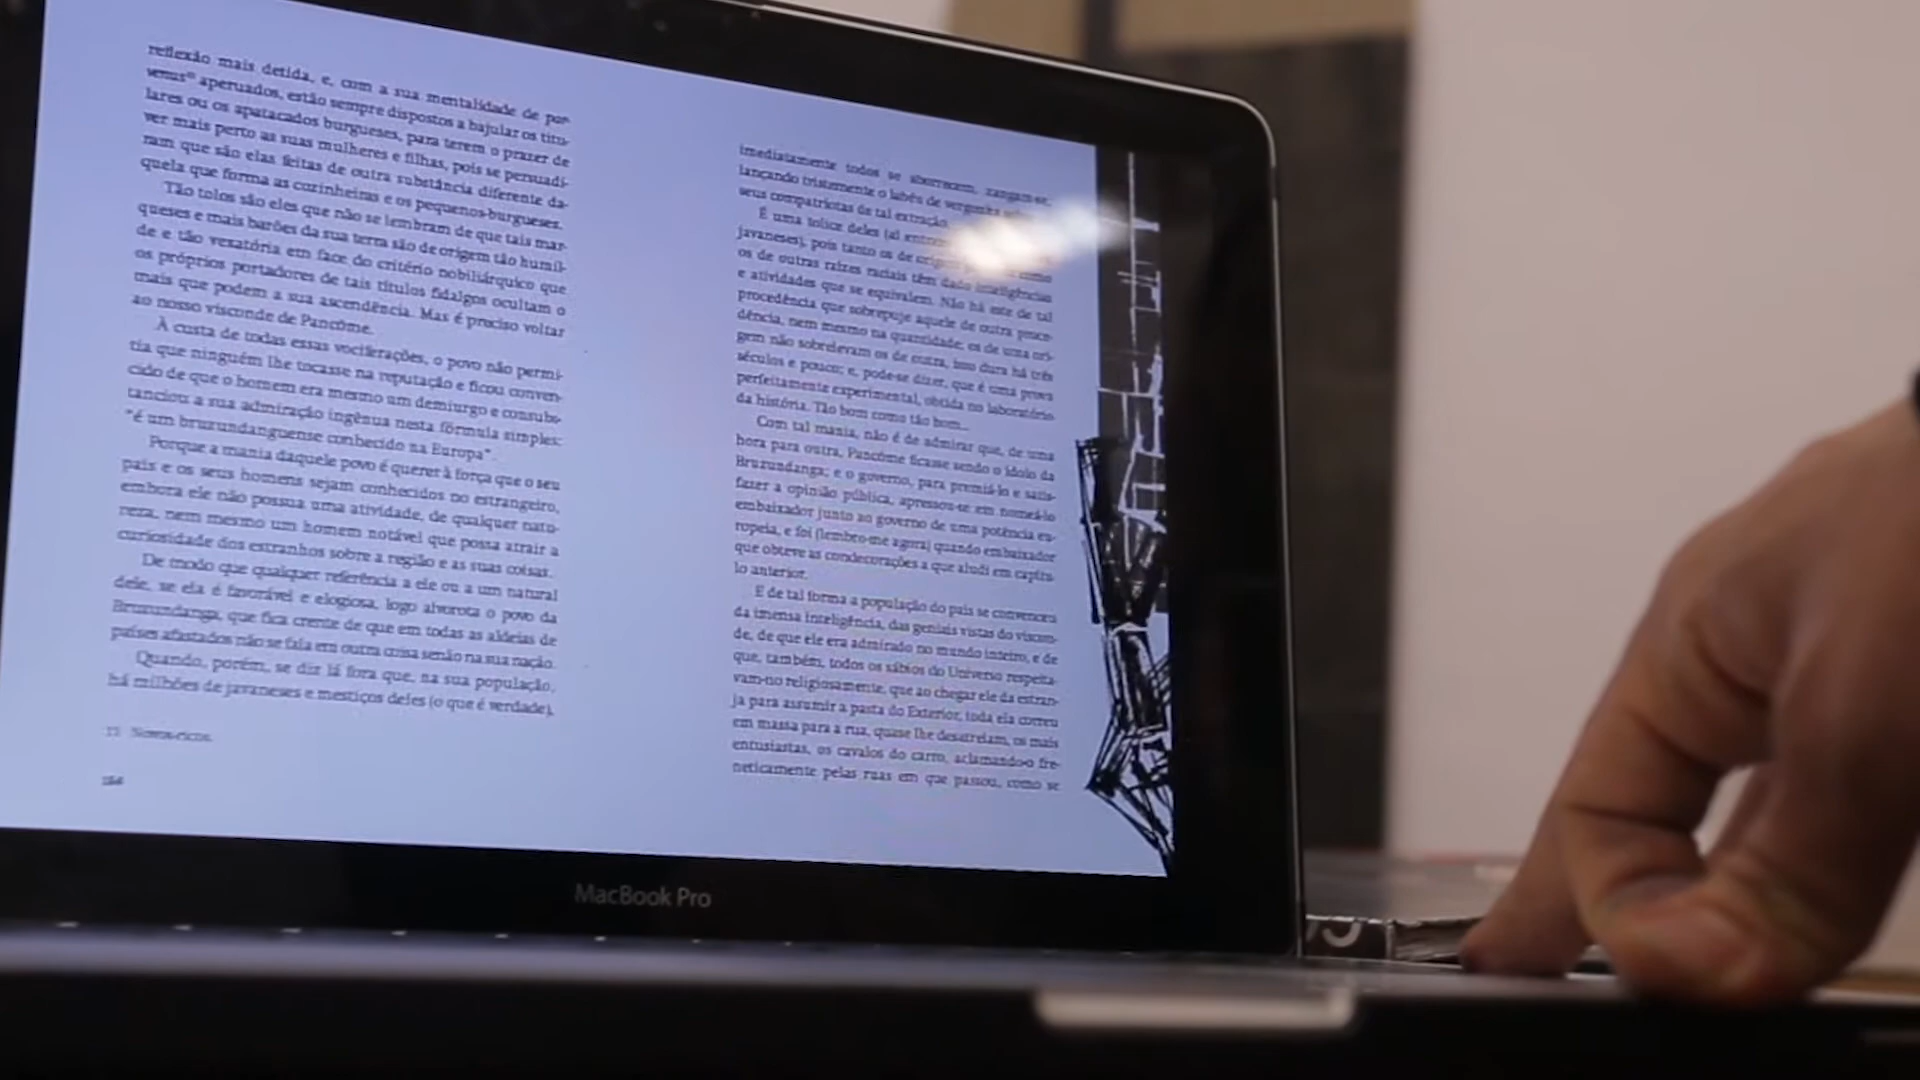 reflexão mais detida, e, com a sua mentalidade de par-
venus aperuados, estão sempre dispostos a bajular os titu-
lares ou os apatacados burgueses, para terem o prazer de
ver mais perto as suas mulheres e filhas, pois se persuadi-
ram que são elas feitas de outra substância diferente da-
quela que forma as cozinheiras e os pequenos-burgueses.
Tão tolos são eles que não se lembram de que tais mar-
queses e mais barões da sua terra são de origem tão humil-
de e tão vexatória em face do critério nobiliárquico que
os próprios portadores de tais títulos fidalgos ocultam o
mais que podem a sua ascendência. Mas é preciso voltar
ao nosso visconde de Pancôme.
À custa de todas essas vociferações, o povo não permi-
tia que ninguém lhe tocasse na reputação e ficou conven-
cido de que o homem era mesmo um demiurgo e consubs-
tanciou a sua admiração ingênua nesta fórmula simples:
"é um bruzundanguense conhecido na Europa".
Porque a mania daquele povo é querer à força que o seu
país e os seus homens sejam conhecidos no estrangeiro,
embora ele não possua uma atividade, de qualquer natu-
reza, nem mesmo um homem notável que possa atrair a
curiosidade dos estranhos sobre a região e as suas coisas.
De modo que qualquer referência a ele ou a um natural
dele, se ela é favorável e elogiosa, logo alvorota o povo da
Bruzundanga, que fica crente de que em todas as aldeias de
países afastados não se fala em outra coisa senão na sua nação.
Quando, porém, se diz lá fora que, na sua população,
há milhões de javaneses e mestiços deles (o que é verdade),
Novos-ricos.
imediatamente todos se aborrecem, zangam-se,
lançando tristemente o labéu de vergonha
seus compatriotas de tal extração.
É uma tolice deles (aí
javaneses), pois tanto os de origem como
os de outras raízes raciais têm dado inteligências
e atividades que se equivalem. Não há este de tal
procedência que sobrepuje aquele de outra proce-
dência, nem mesmo na quantidade; os de uma ori-
gem não sobrelevam os de outra, isso dura há três
séculos e pouco; e, pode-se dizer, que é uma prova
perfeitamente experimental, obtida no laboratório
da história. Tão bom como tão bom...
Com tal mania, não é de admirar que, de uma
hora para outra, Pancôme ficasse sendo o ídolo da
Bruzundanga; e o governo, para premiá-lo e satis-
fazer a opinião pública, apressou-se em nomeá-lo
embaixador junto ao governo de uma potência eu-
ropeia, e foi (lembro-me agora) quando embaixador
que obteve as condecorações a que aludi em capítu-
lo anterior.
E de tal forma a população do país se convenceu
da imensa inteligência, das geniais vistas do viscon-
de, de que ele era admirado no mundo inteiro, e de
que, também, todos os sábios do Universo respeita-
vam-no religiosamente, que ao chegar ele da estran-
ja para assumir a pasta do Exterior, toda ela correu
em massa para a rua, quase lhe desatrelam, os mais
entusiastas, os cavalos do carro, aclamando-o fre-
neticamente pelas ruas em que passou, como se
MacBook Pro